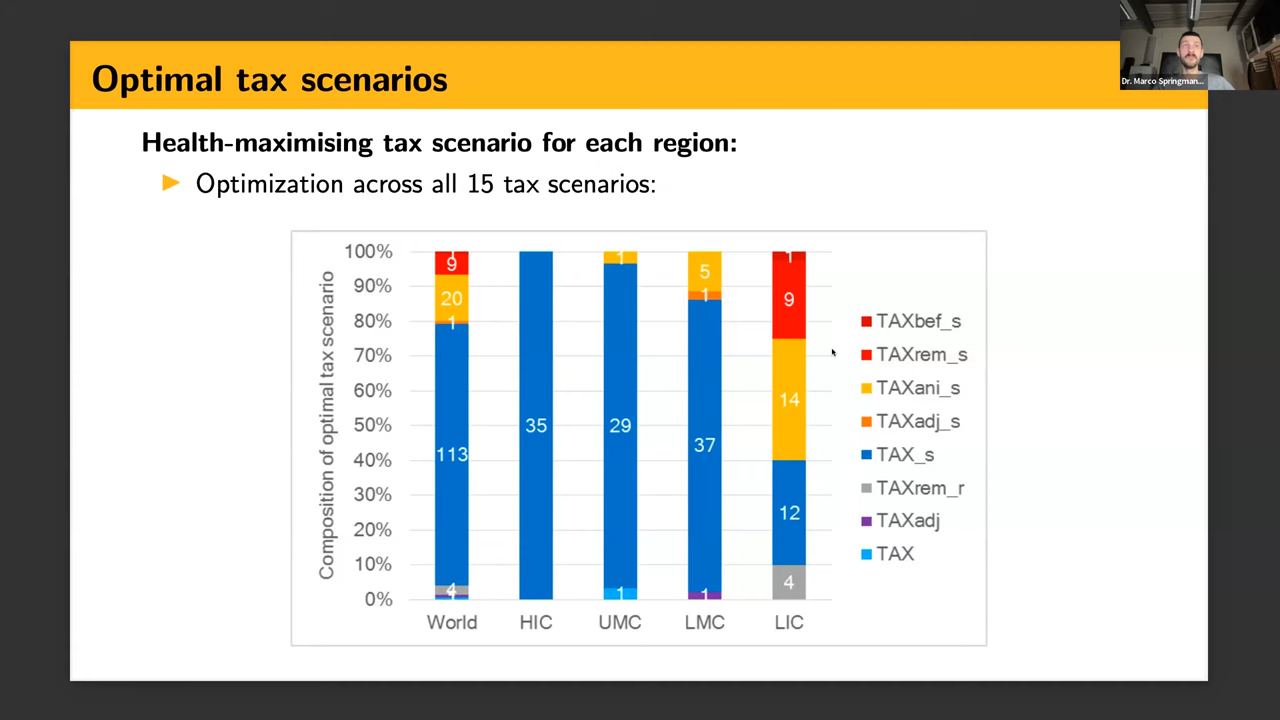 Optimal tax scenarios
Dr. Marco Springman...
Health-maximising tax scenario for each region:
Optimization across all 15 tax scenarios:
Composition of optimal tax scenario
100%
90%
80%
70%
60%
50%
40%
30%
20%
10%
0%
9
20
1
113
4
35
1
29
1
5
1
37
1
1
9
14
12
4
World HIC UMC LMC LIC
TAXbef_s
TAXrem_s
TAXani_s
TAXadj_s
TAX_s
TAXrem_r
TAXadj
TAX